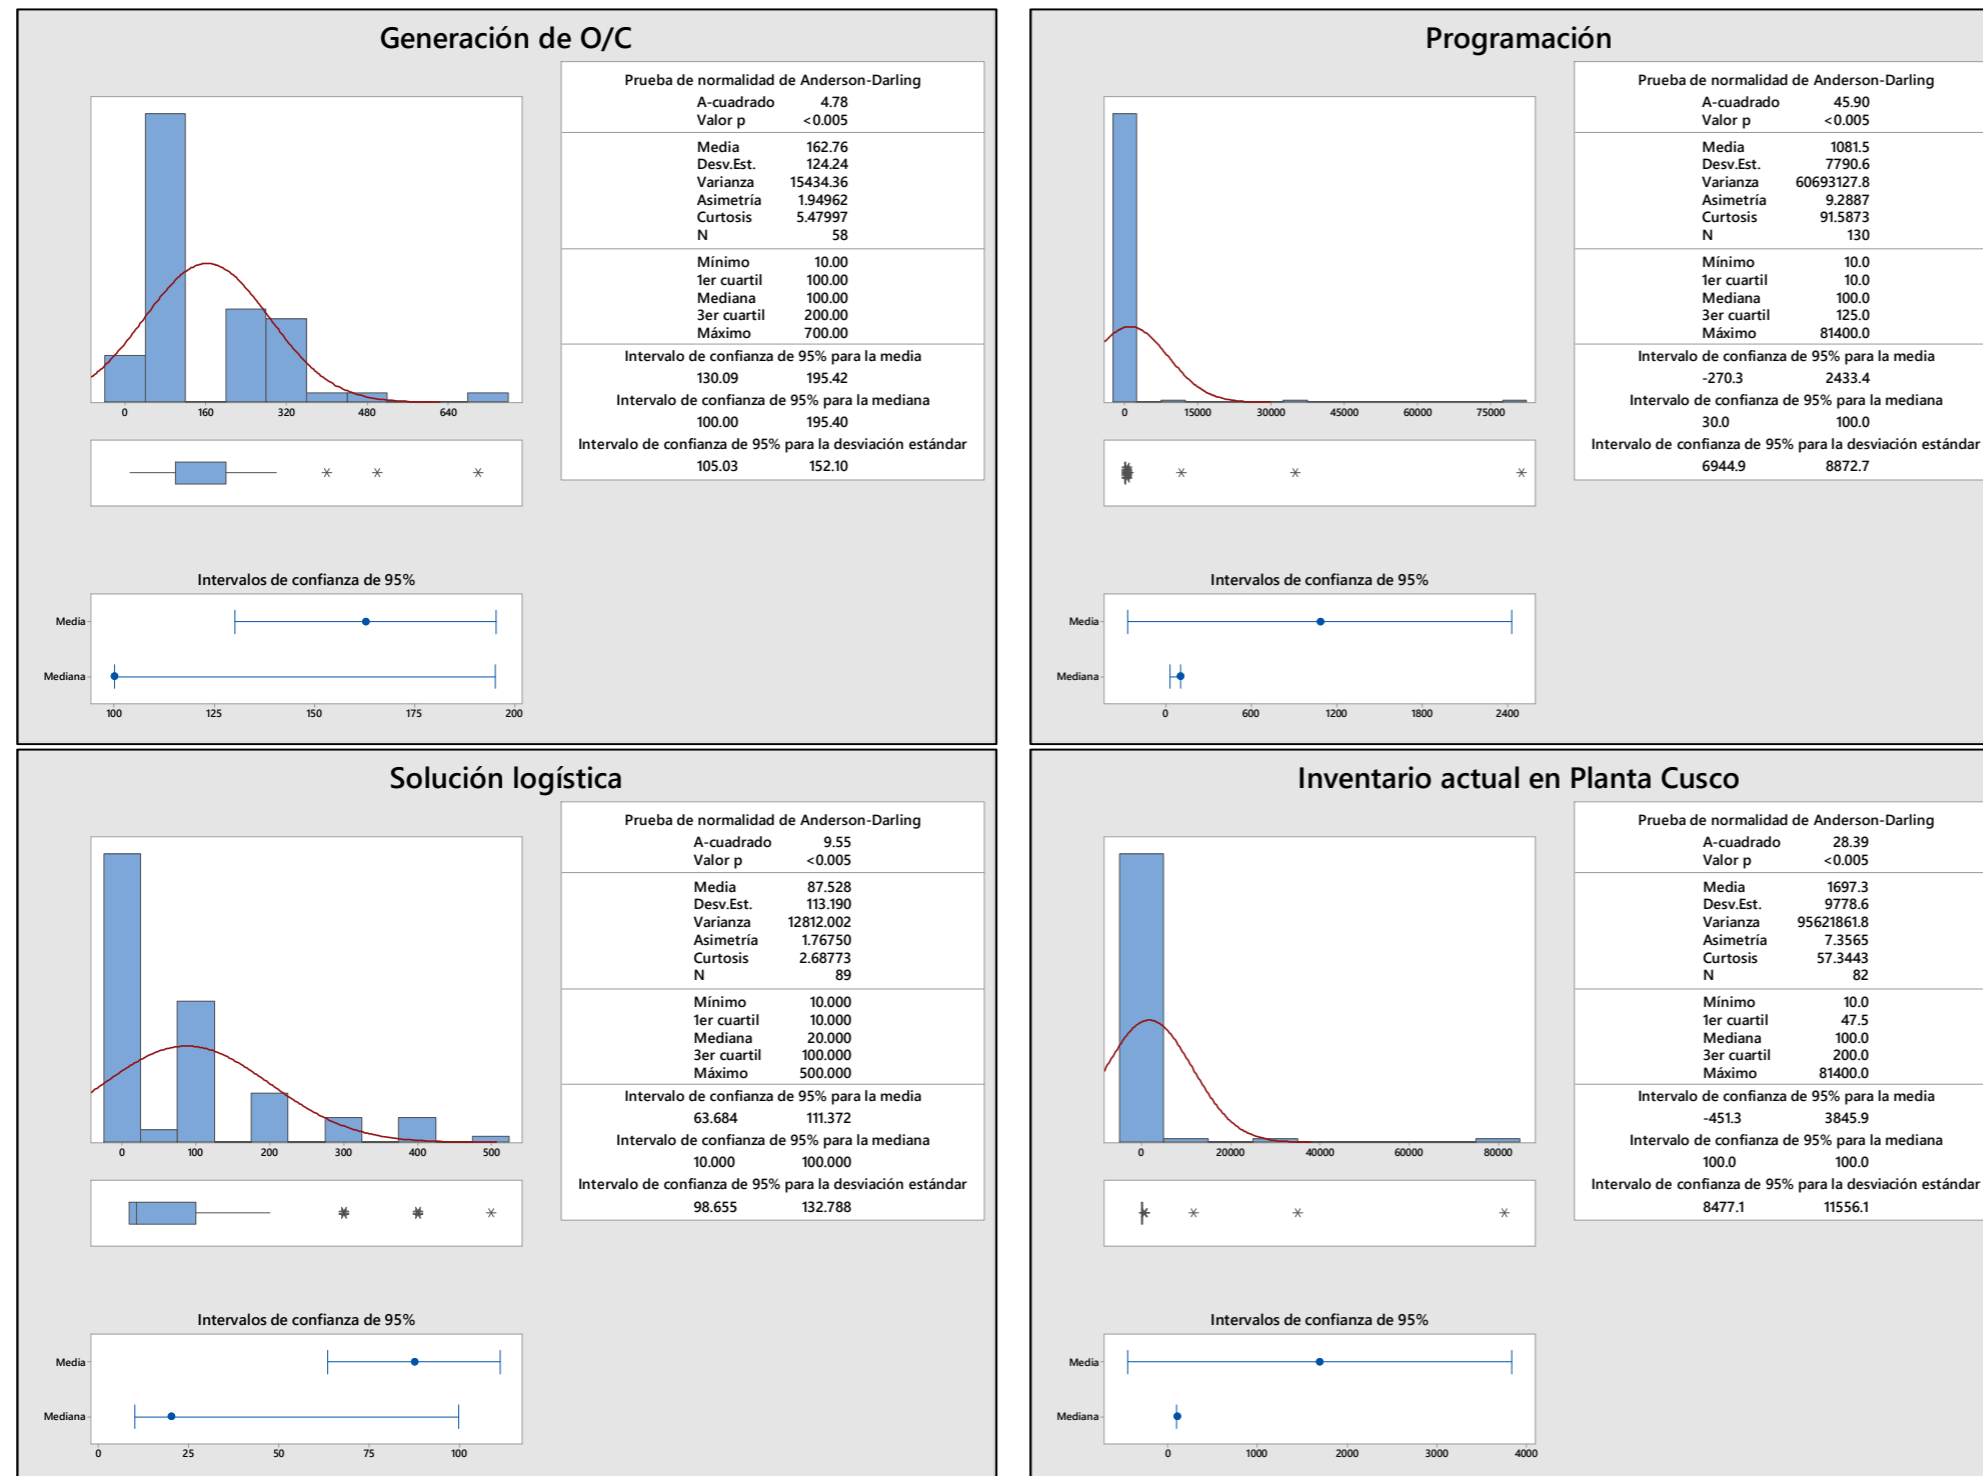 Generación de O/C
Prueba de normalidad de Anderson-Darling
A-cuadrado 4.78
Valor p <0.005
Media 162.76
Desv.Est. 124.24
Varianza 15434.36
Asimetría 1.94962
Curtosis 5.47997
N 58
Mínimo 10.00
1er cuartil 100.00
Mediana 100.00
3er cuartil 200.00
Máximo 700.00
Intervalo de confianza de 95% para la media
130.09 195.42
Intervalo de confianza de 95% para la mediana
100.00 195.40
Intervalo de confianza de 95% para la desviación estándar
105.03 152.10
0 160 320 480 640
Intervalos de confianza de 95%
Media
Mediana
100 125 150 175 200
Programación
Prueba de normalidad de Anderson-Darling
A-cuadrado 45.90
Valor p <0.005
Media 1081.5
Desv.Est. 7790.6
Varianza 60693127.8
Asimetría 9.2887
Curtosis 91.5873
N 130
Mínimo 10.0
1er cuartil 10.0
Mediana 100.0
3er cuartil 125.0
Máximo 81400.0
Intervalo de confianza de 95% para la media
-270.3 2433.4
Intervalo de confianza de 95% para la mediana
30.0 100.0
Intervalo de confianza de 95% para la desviación estándar
6944.9 8872.7
0 15000 30000 45000 60000 75000
Intervalos de confianza de 95%
Media
Mediana
0 600 1200 1800 2400
Solución logística
Prueba de normalidad de Anderson-Darling
A-cuadrado 9.55
Valor p <0.005
Media 87.528
Desv.Est. 113.190
Varianza 12812.002
Asimetría 1.76750
Curtosis 2.68773
N 89
Mínimo 10.000
1er cuartil 10.000
Mediana 20.000
3er cuartil 100.000
Máximo 500.000
Intervalo de confianza de 95% para la media
63.684 111.372
Intervalo de confianza de 95% para la mediana
10.000 100.000
Intervalo de confianza de 95% para la desviación estándar
98.655 132.788
0 100 200 300 400 500
Intervalos de confianza de 95%
Media
Mediana
0 25 50 75 100
Inventario actual en Planta Cusco
Prueba de normalidad de Anderson-Darling
A-cuadrado 28.39
Valor p <0.005
Media 1697.3
Desv.Est. 9778.6
Varianza 95621861.8
Asimetría 7.3565
Curtosis 57.3443
N 82
Mínimo 10.0
1er cuartil 47.5
Mediana 100.0
3er cuartil 200.0
Máximo 81400.0
Intervalo de confianza de 95% para la media
-451.3 3845.9
Intervalo de confianza de 95% para la mediana
100.0 100.0
Intervalo de confianza de 95% para la desviación estándar
8477.1 11556.1
0 20000 40000 60000 80000
Intervalos de confianza de 95%
Media
Mediana
0 1000 2000 3000 4000